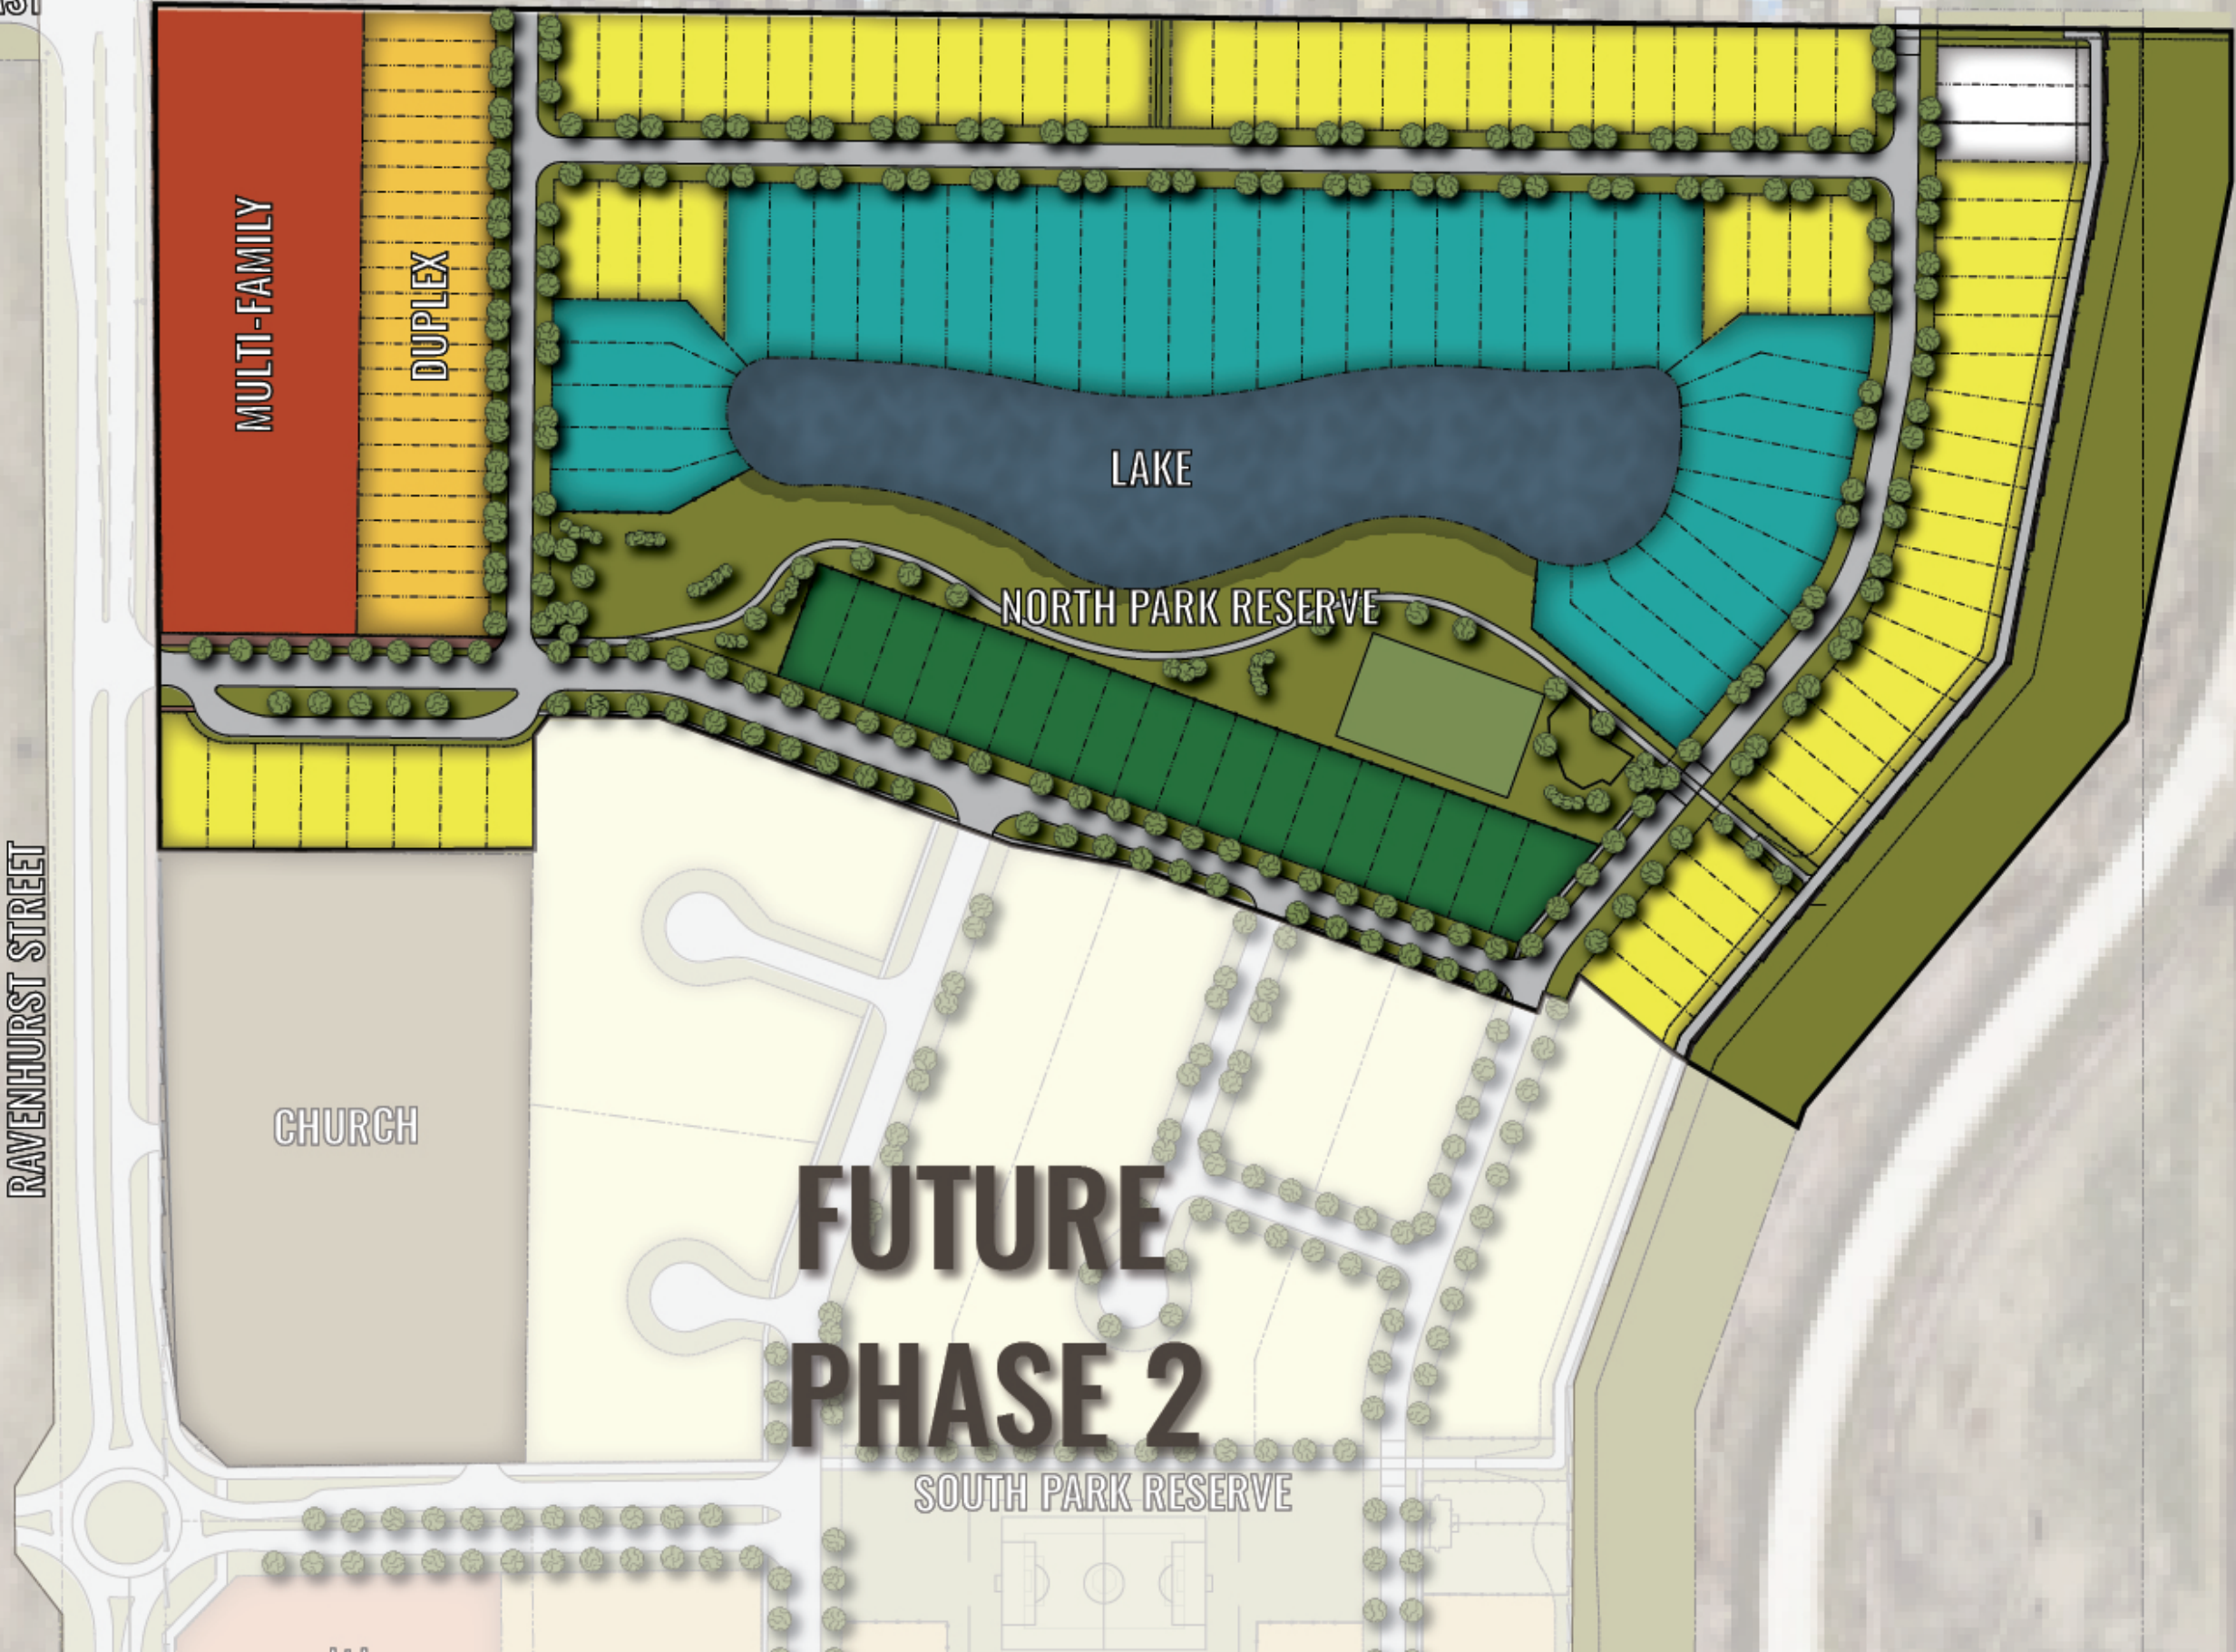 MULTI-FAMILY
DUPLEX
LAKE
NORTH PARK RESERVE
RAVENHURST STREET
CHURCH
FUTURE
PHASE 2
SOUTH PARK RESERVE